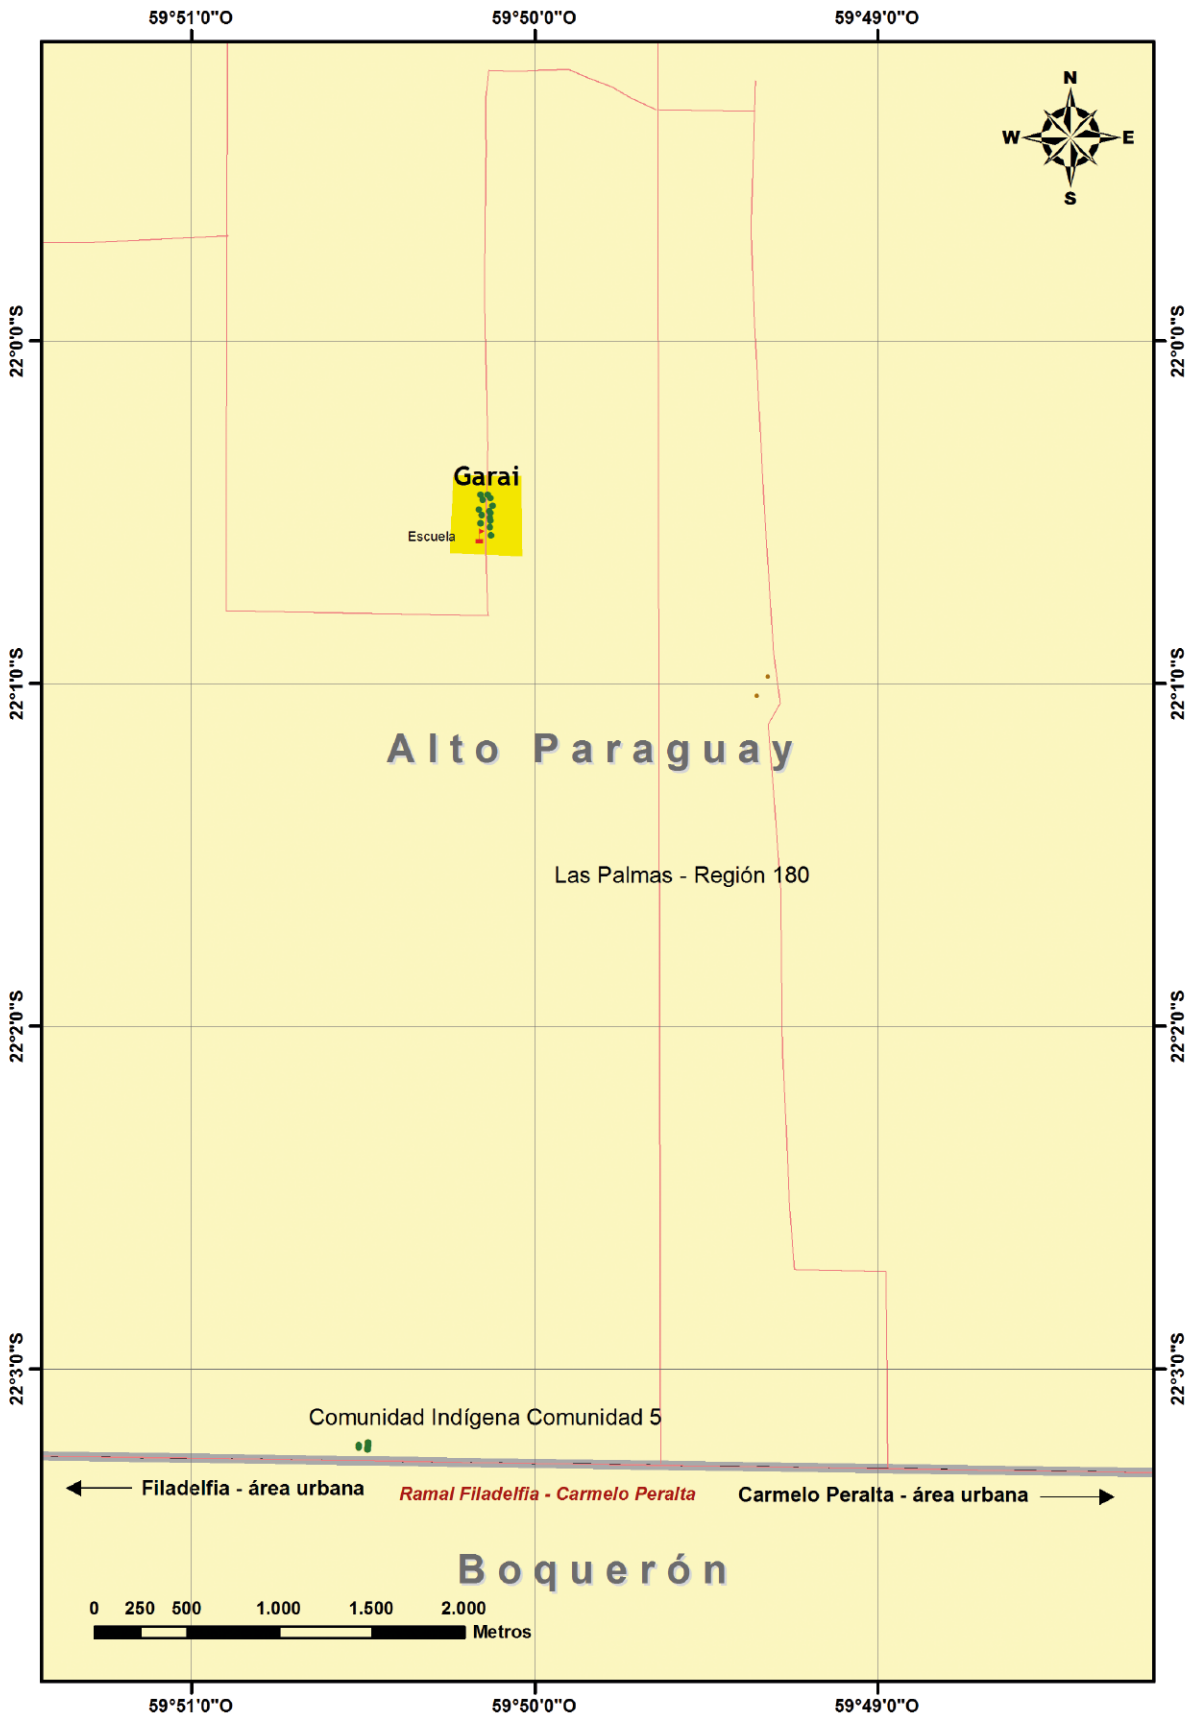 59°51'0"O
59°50'0"O
59°49'0"O
N
W
E
S
22°0'0"S
22°0'0"S
Garai
Escuela
22°1'0"S
22°1'0"S
Alto Paraguay
Las Palmas - Región 180
22°2'0"S
22°2'0"S
22°3'0"S
22°3'0"S
Comunidad Indígena Comunidad 5
Filadelfia - área urbana
Ramal Filadelfia - Carmelo Peralta
Carmelo Peralta - área urbana
Boquerón
0 250 500 1.000 1.500 2.000
Metros
59°51'0"O
59°50'0"O
59°49'0"O